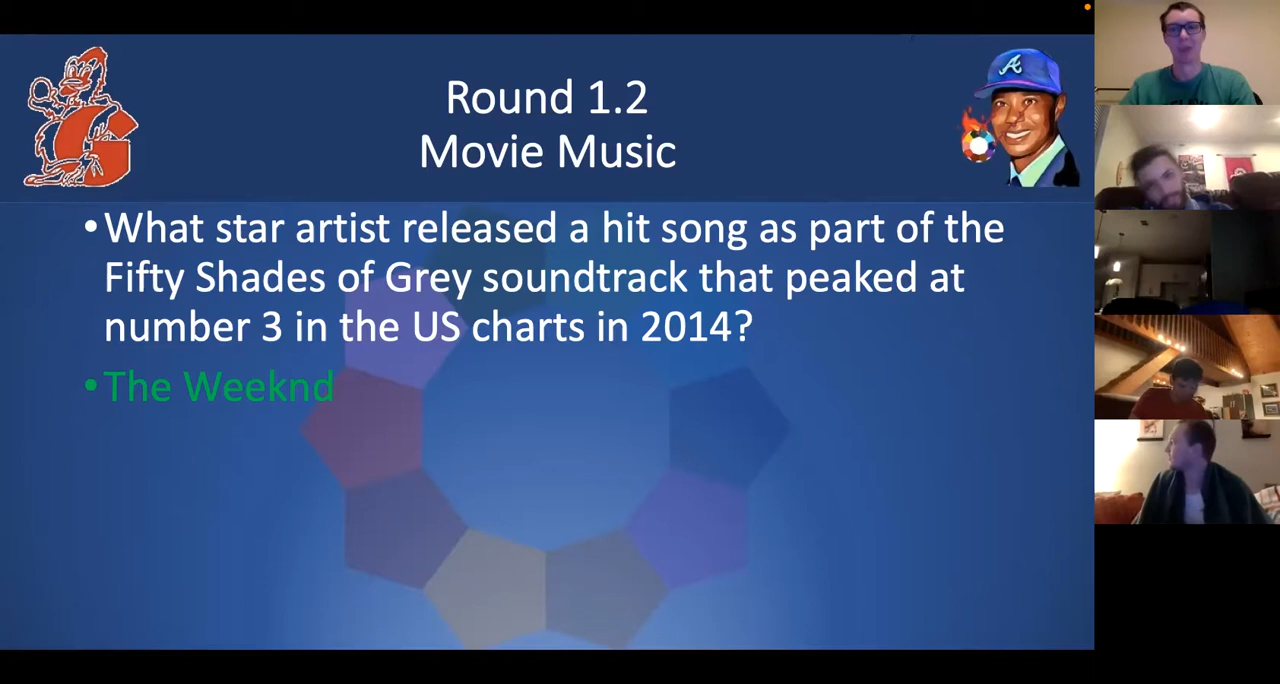 Round 1.2
Movie Music
•What star artist released a hit song as part of the
Fifty Shades of Grey soundtrack that peaked at
number 3 in the US charts in 2014?
•The Weeknd
A
G